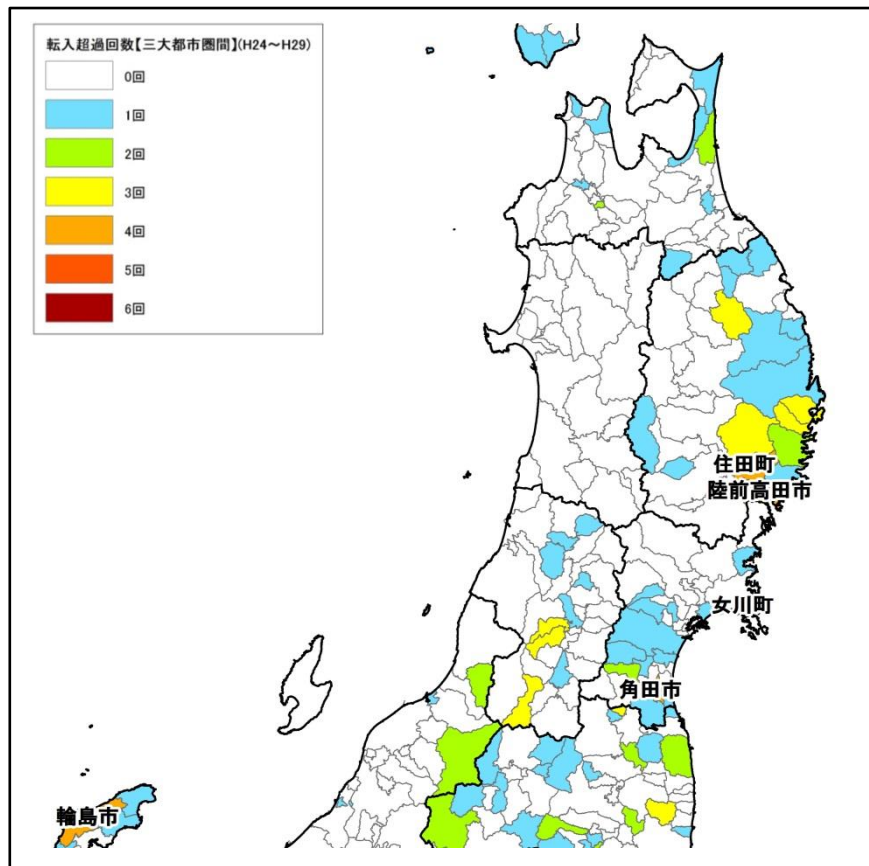 転入超過回数【三大都市圏間】(H24～H29)
0回
1回
2回
3回
4回
5回
6回
住田町
陸前高田市
女川町
角田市
輪島市